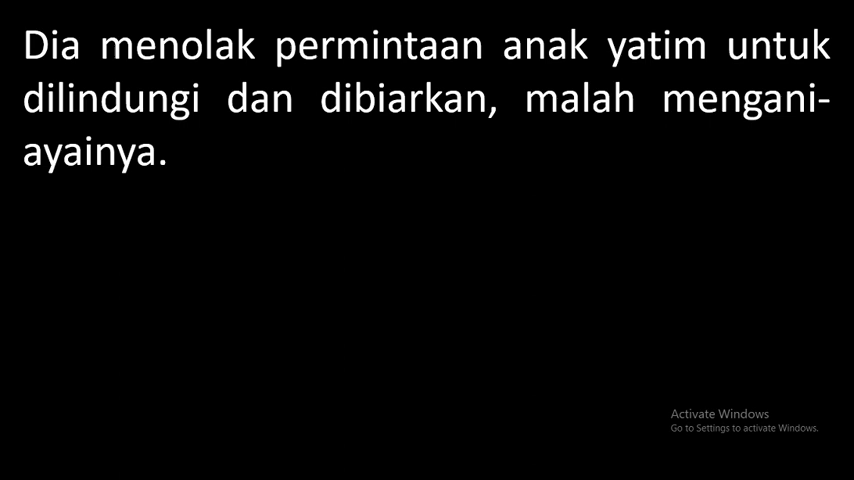 Dia menolak permintaan anak yatim untuk
dilindungi dan dibiarkan, malah mengani-
ayainya.
Activate Windows
Go to Settings to activate Windows.